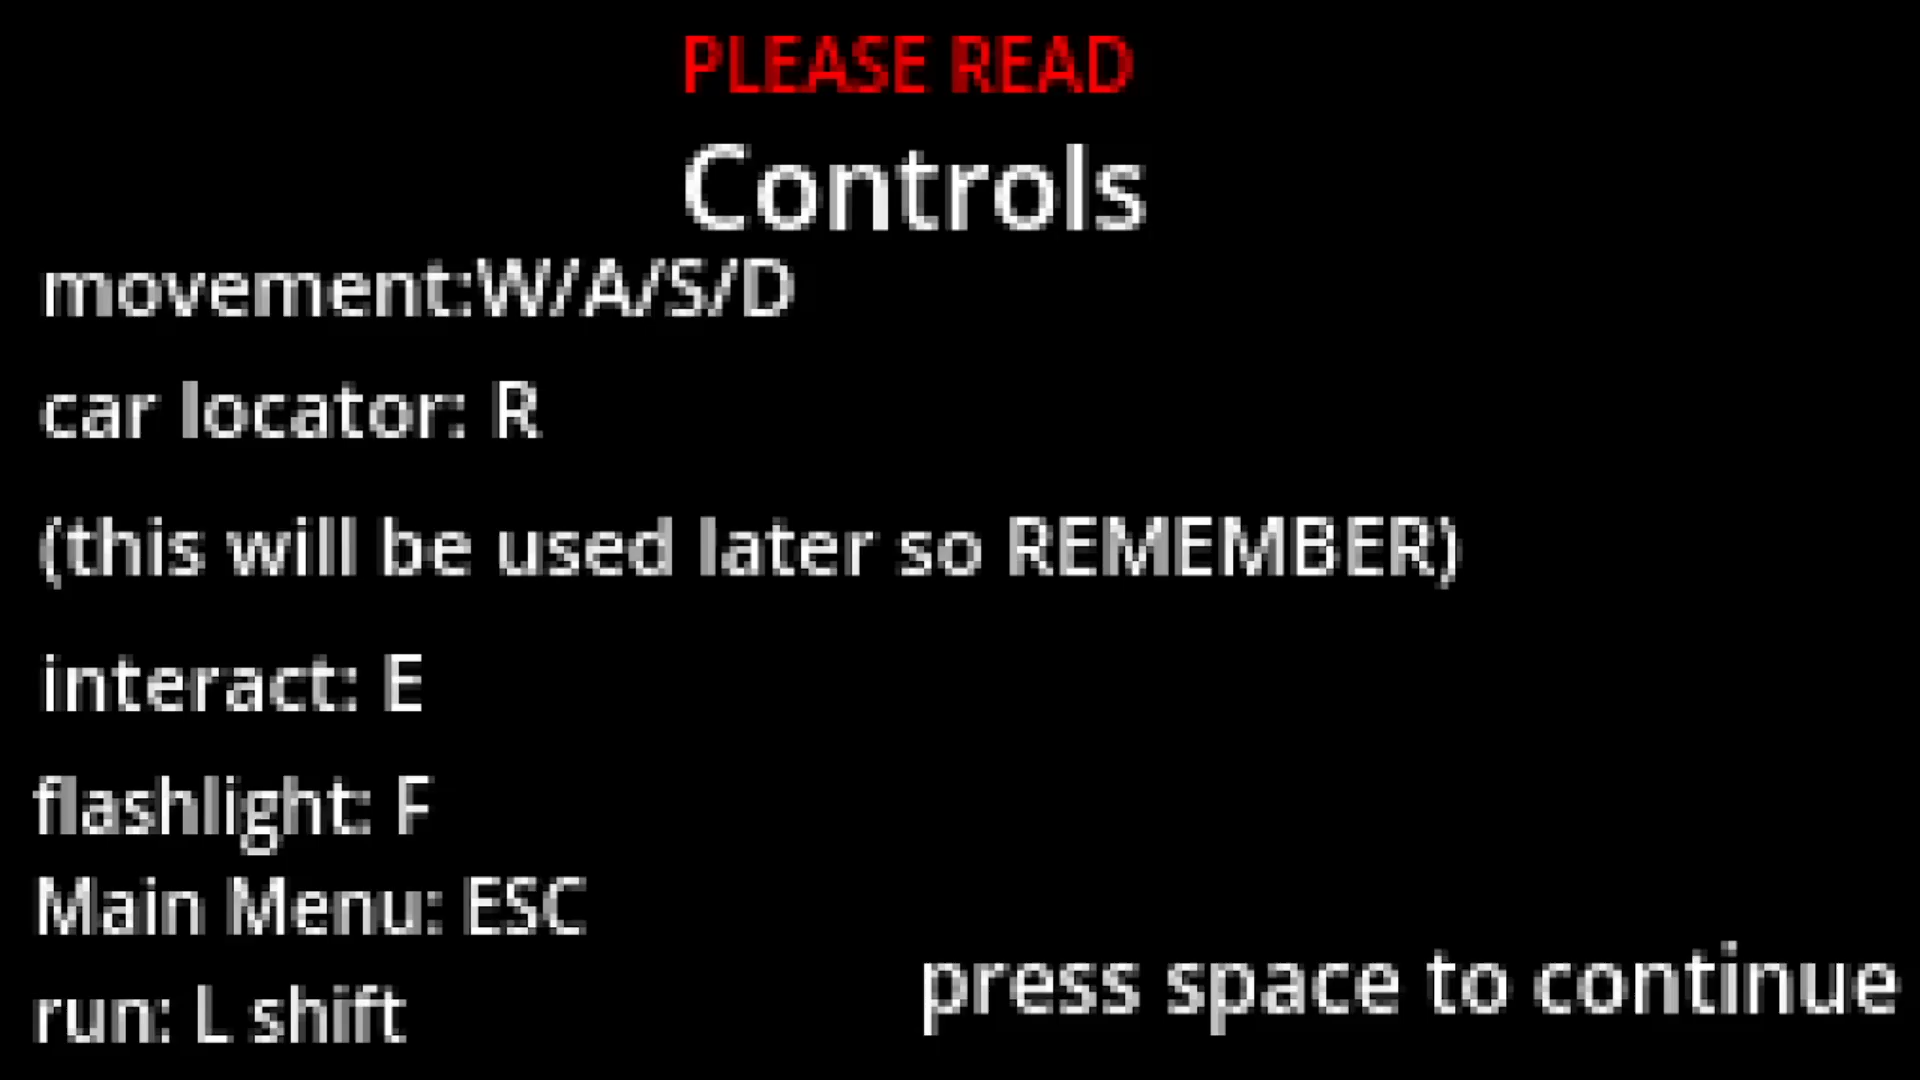 PLEASE READ
Controls
movement:W/A/S/D
car locator: R
(this will be used later so REMEMBER)
interact: E
flashlight: F
Main Menu: ESC
run: L shift
press space to continue